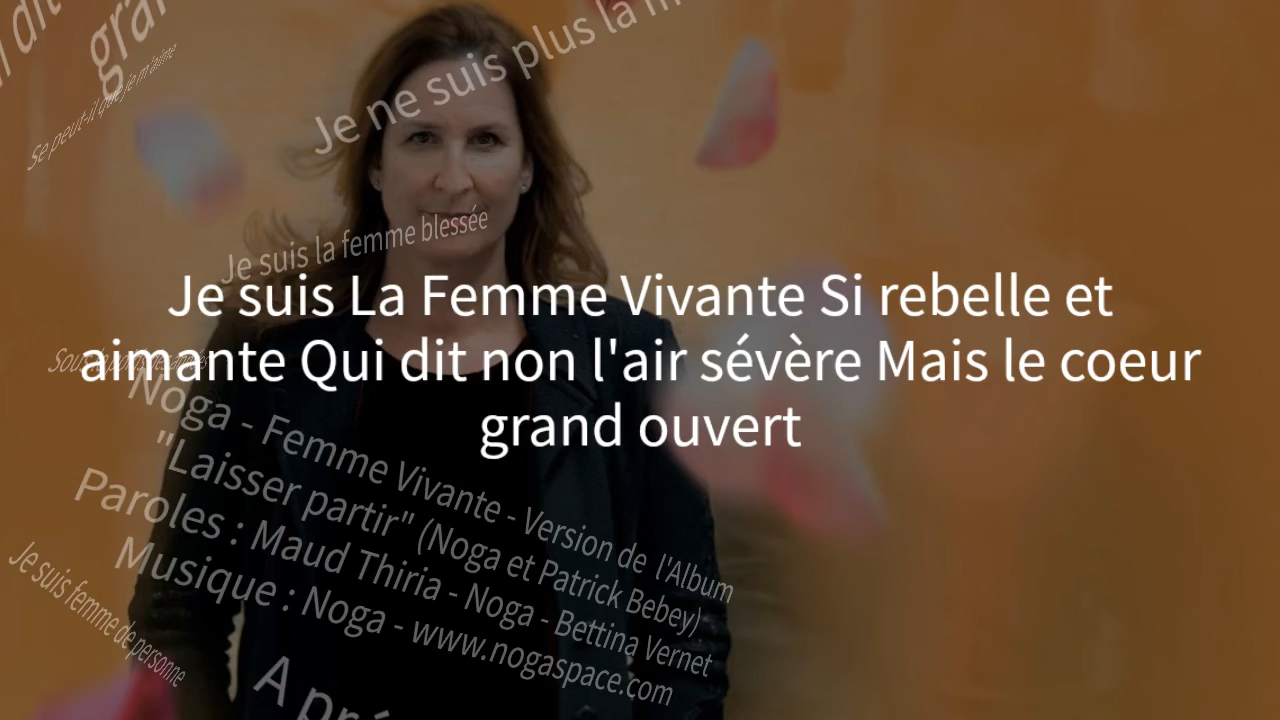 l dit
gra
Se peut-il que je m'aime
Je ne suis plus la m
Je suis la femme blessée
Je suis La Femme Vivante Si rebelle et
aimante Qui dit non l'air sévère Mais le coeur
grand ouvert
Noga - Femme Vivante - Version de l'Album
"Laisser partir" (Noga et Patrick Bebey)
Paroles : Maud Thiria - Noga - Bettina Vernet
Musique : Noga - www.nogaspace.com
Je suis femme de personne
Apré